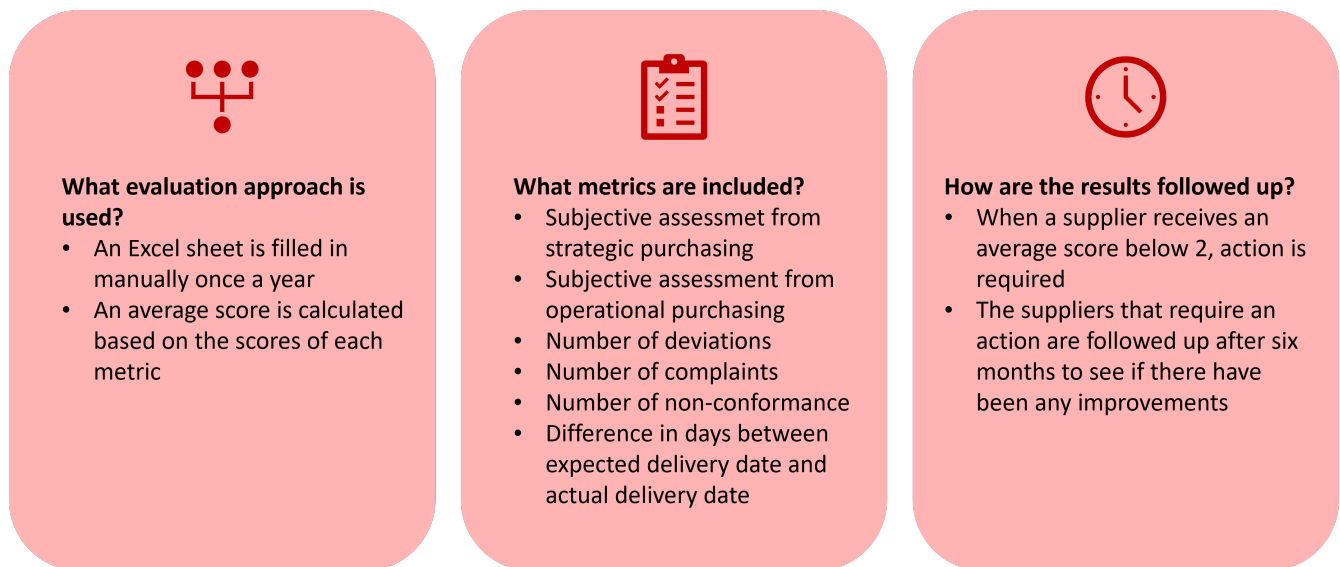 What evaluation approach is
used?
• An Excel sheet is filled in
manually once a year
• An average score is calculated
based on the scores of each
metric
What metrics are included?
• Subjective assessmet from
strategic purchasing
• Subjective assessment from
operational purchasing
• Number of deviations
• Number of complaints
• Number of non-conformance
• Difference in days between
expected delivery date and
actual delivery date
How are the results followed up?
• When a supplier receives an
average score below 2, action is
required
• The suppliers that require an
action are followed up after six
months to see if there have
been any improvements